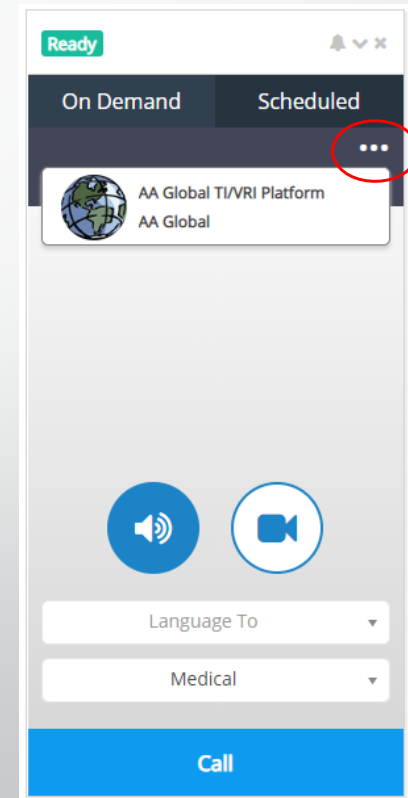 Ready
On Demand
Scheduled
AA Global TI/VRI Platform
AA Global
Language To
Medical
Call